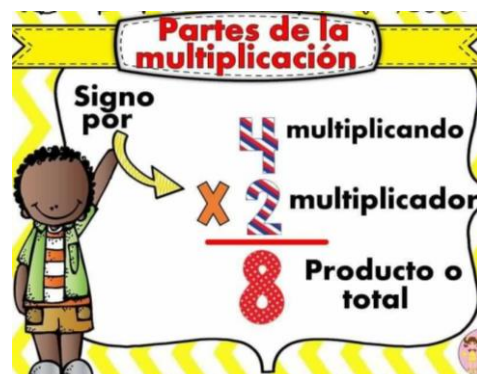 Partes de la
multiplicación
Signo
por
4 multiplicando
X 2 multiplicador
8 Producto o
total